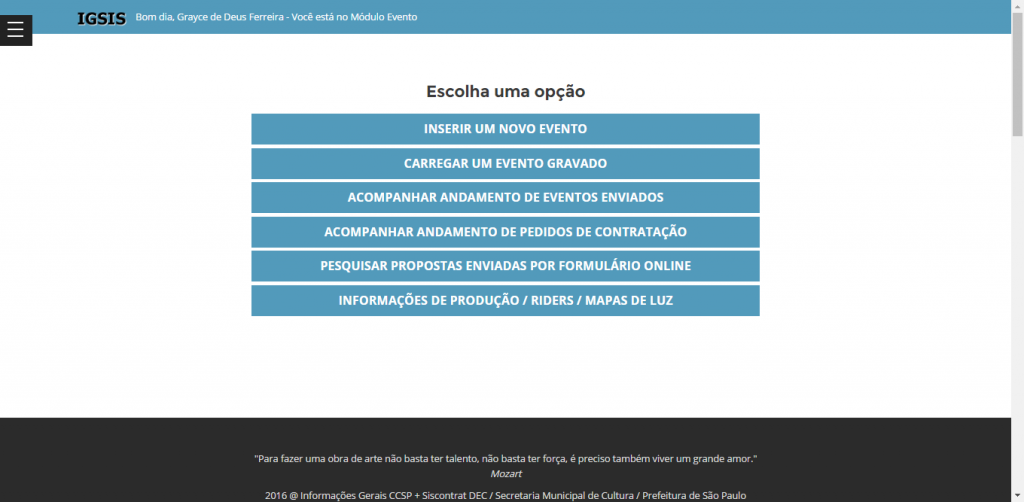 IGSIS Bom dia, Grayce de Deus Ferreira - Você está no Módulo Evento
Escolha uma opção
INSERIR UM NOVO EVENTO
CARREGAR UM EVENTO GRAVADO
ACOMPANHAR ANDAMENTO DE EVENTOS ENVIADOS
ACOMPANHAR ANDAMENTO DE PEDIDOS DE CONTRATAÇÃO
PESQUISAR PROPOSTAS ENVIADAS POR FORMULÁRIO ONLINE
INFORMAÇÕES DE PRODUÇÃO / RIDERS / MAPAS DE LUZ
"Para fazer uma obra de arte não basta ter talento, não basta ter força, é preciso também viver um grande amor."
Mozart
2016 @ Informações Gerais CCSP + Siscontrat DEC / Secretaria Municipal de Cultura / Prefeitura de São Paulo